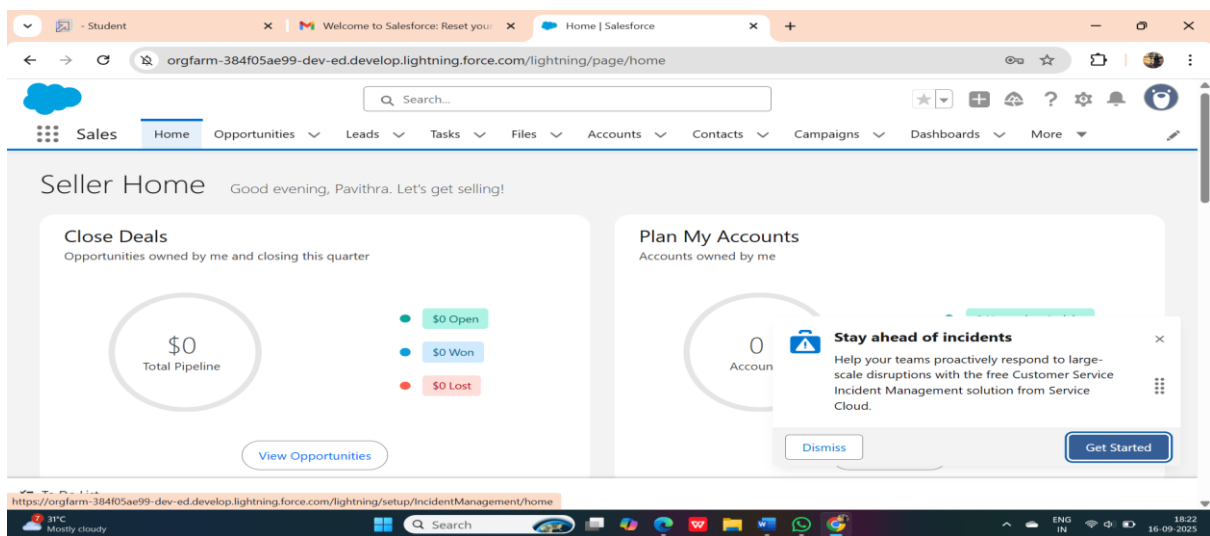 - Student
Welcome to Salesforce: Reset your
Home | Salesforce
orgfarm-384f05ae99-dev-ed.develop.lightning.force.com/lightning/page/home
Search...
Sales Home Opportunities Leads Tasks Files Accounts Contacts Campaigns Dashboards More
Seller Home Good evening, Pavithra. Let's get selling!
Close Deals
Opportunities owned by me and closing this quarter
$0
Total Pipeline
$0 Open
$0 Won
$0 Lost
View Opportunities
Plan My Accounts
Accounts owned by me
0
Accoun
Stay ahead of incidents
Help your teams proactively respond to large-
scale disruptions with the free Customer Service
Incident Management solution from Service
Cloud.
Dismiss Get Started
To Do List
https://orgfarm-384f05ae99-dev-ed.develop.lightning.force.com/lightning/setup/IncidentManagement/home
7
31°C
Mostly cloudy
Search
ENG
IN
18:22
16-09-2025